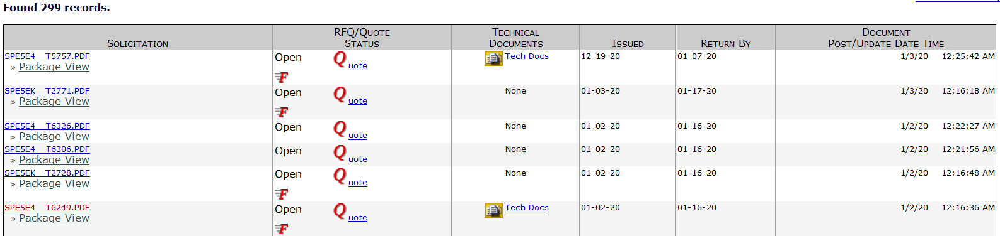 Found 299 records.
SOLICITATION RFQ/QUOTE STATUS TECHNICAL DOCUMENTS ISSUED RETURN BY DOCUMENT POST/UPDATE DATE TIME
SPE5E4 T5757.PDF Open Quote Tech Docs 12-19-20 01-07-20 1/3/20 12:25:42 AM
» Package View
F
SPE5EK T2771.PDF Open Quote None 01-03-20 01-17-20 1/3/20 12:16:18 AM
» Package View
F
SPE5E4 T6326.PDF Open Quote None 01-02-20 01-16-20 1/2/20 12:22:27 AM
» Package View
SPE5E4 T6306.PDF Open Quote None 01-02-20 01-16-20 1/2/20 12:21:56 AM
» Package View
SPE5EK T2728.PDF Open Quote None 01-02-20 01-16-20 1/2/20 12:16:48 AM
» Package View
F
SPE5E4 T6249.PDF Open Quote Tech Docs 01-02-20 01-16-20 1/2/20 12:16:36 AM
» Package View
F